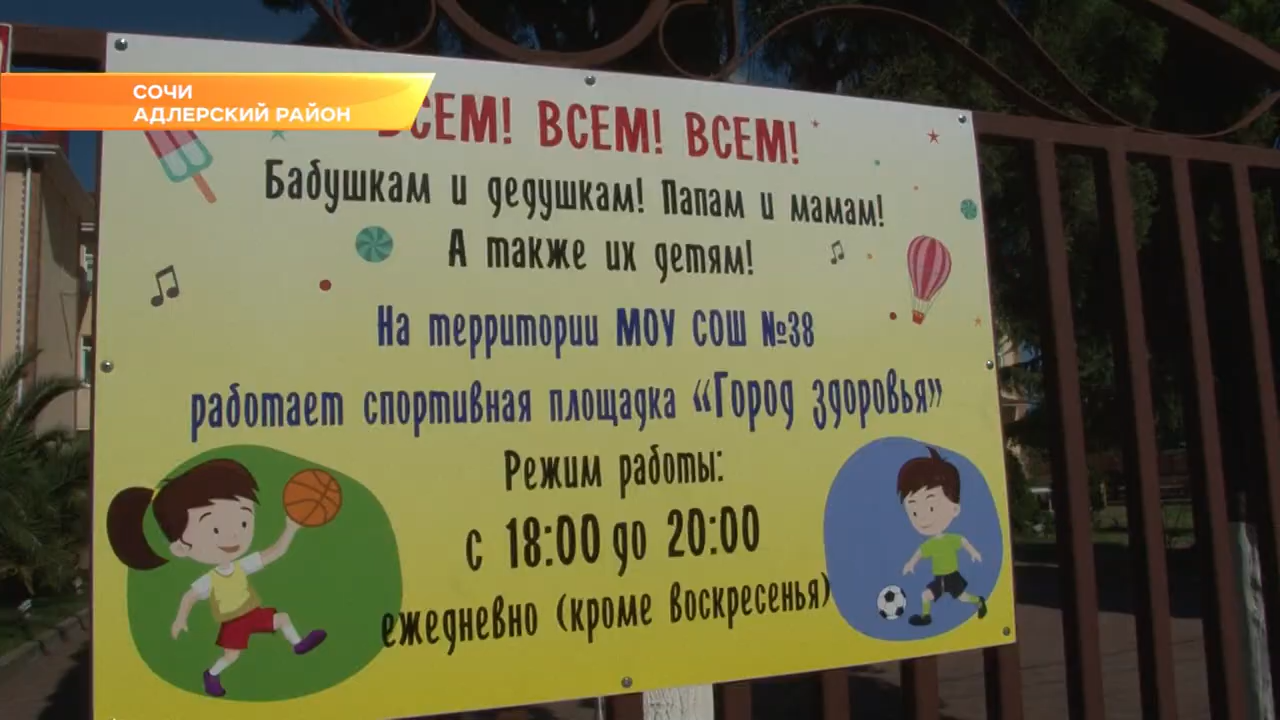 СОЧИ
АДЛЕРСКИЙ РАЙОН
ВСЕМ! ВСЕМ! ВСЕМ!
Бабушкам и дедушкам! Папам и мамам!
А также их детям!
На территории МОУ СОШ №38
работает спортивная площадка “Город здоровья”
Режим работы:
с 18:00 до 20:00
ежедневно (кроме воскресенья)